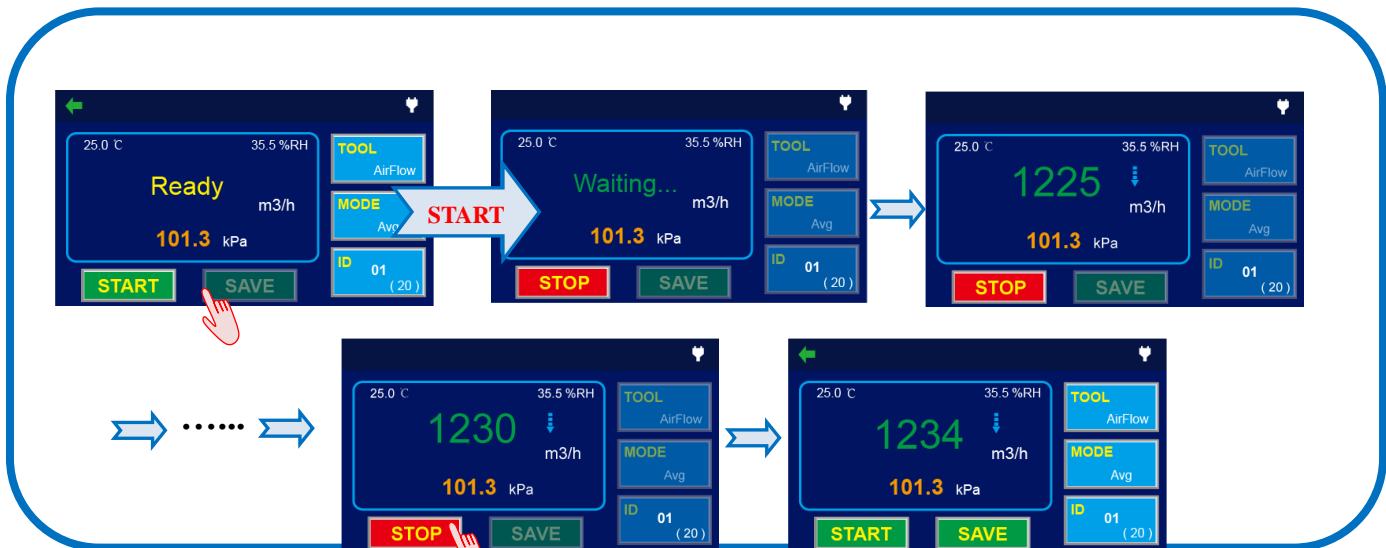 25.0 ℃ 35.5 %RH
Ready
m3/h
101.3 kPa
START SAVE
TOOL
AirFlow
MODE
Avg
ID
01
( 20 )
START
25.0 ℃ 35.5 %RH
Waiting...
m3/h
101.3 kPa
STOP SAVE
TOOL
AirFlow
MODE
Avg
ID
01
( 20 )
25.0 ℃ 35.5 %RH
1225
m3/h
101.3 kPa
STOP SAVE
TOOL
AirFlow
MODE
Avg
ID
01
( 20 )
······
25.0 ℃ 35.5 %RH
1230
m3/h
101.3 kPa
STOP SAVE
TOOL
AirFlow
MODE
Avg
ID
01
( 20 )
25.0 ℃ 35.5 %RH
1234
m3/h
101.3 kPa
START SAVE
TOOL
AirFlow
MODE
Avg
ID
01
( 20 )